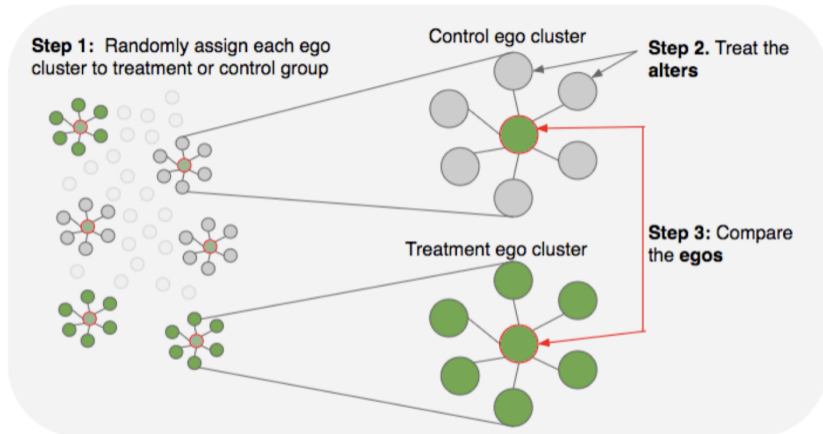 Step 1: Randomly assign each ego
cluster to treatment or control group
Control ego cluster
Step 2. Treat the
alters
Treatment ego cluster
Step 3: Compare
the egos